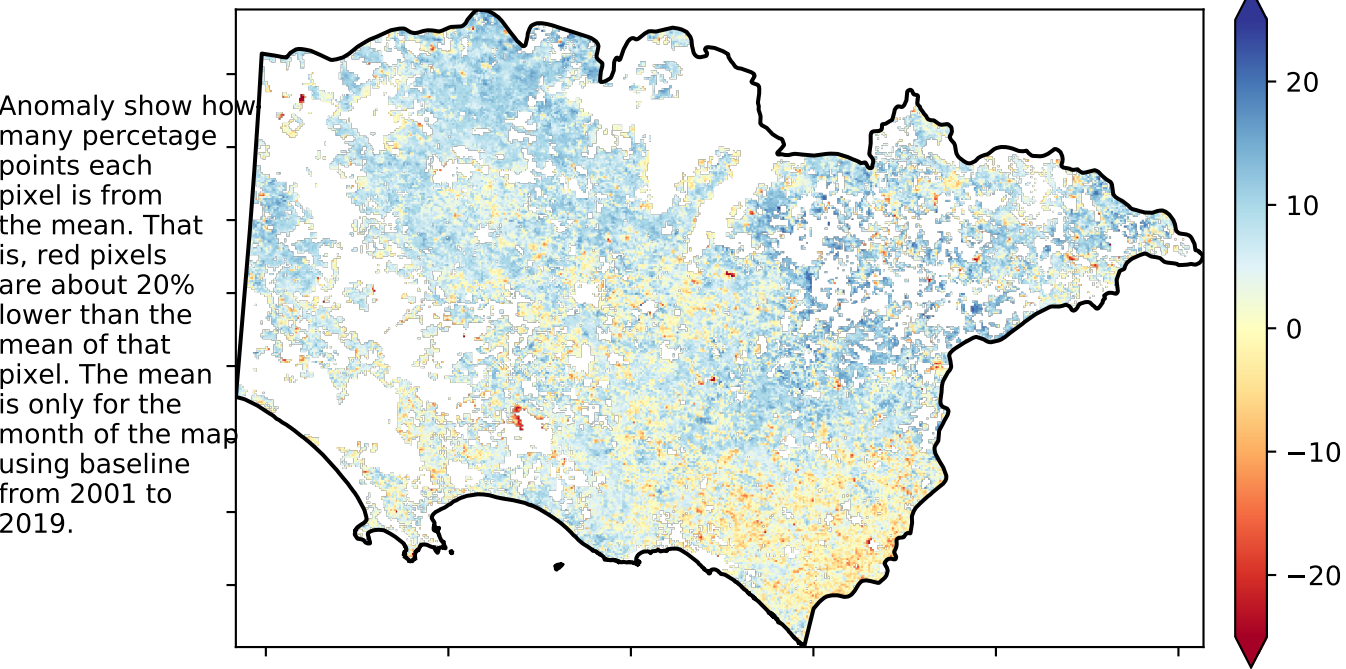 Anomaly show how
many percetage
points each
pixel is from
the mean. That
is, red pixels
are about 20%
lower than the
mean of that
pixel. The mean
is only for the
month of the map
using baseline
from 2001 to
2019.
20
10
0
−10
−20